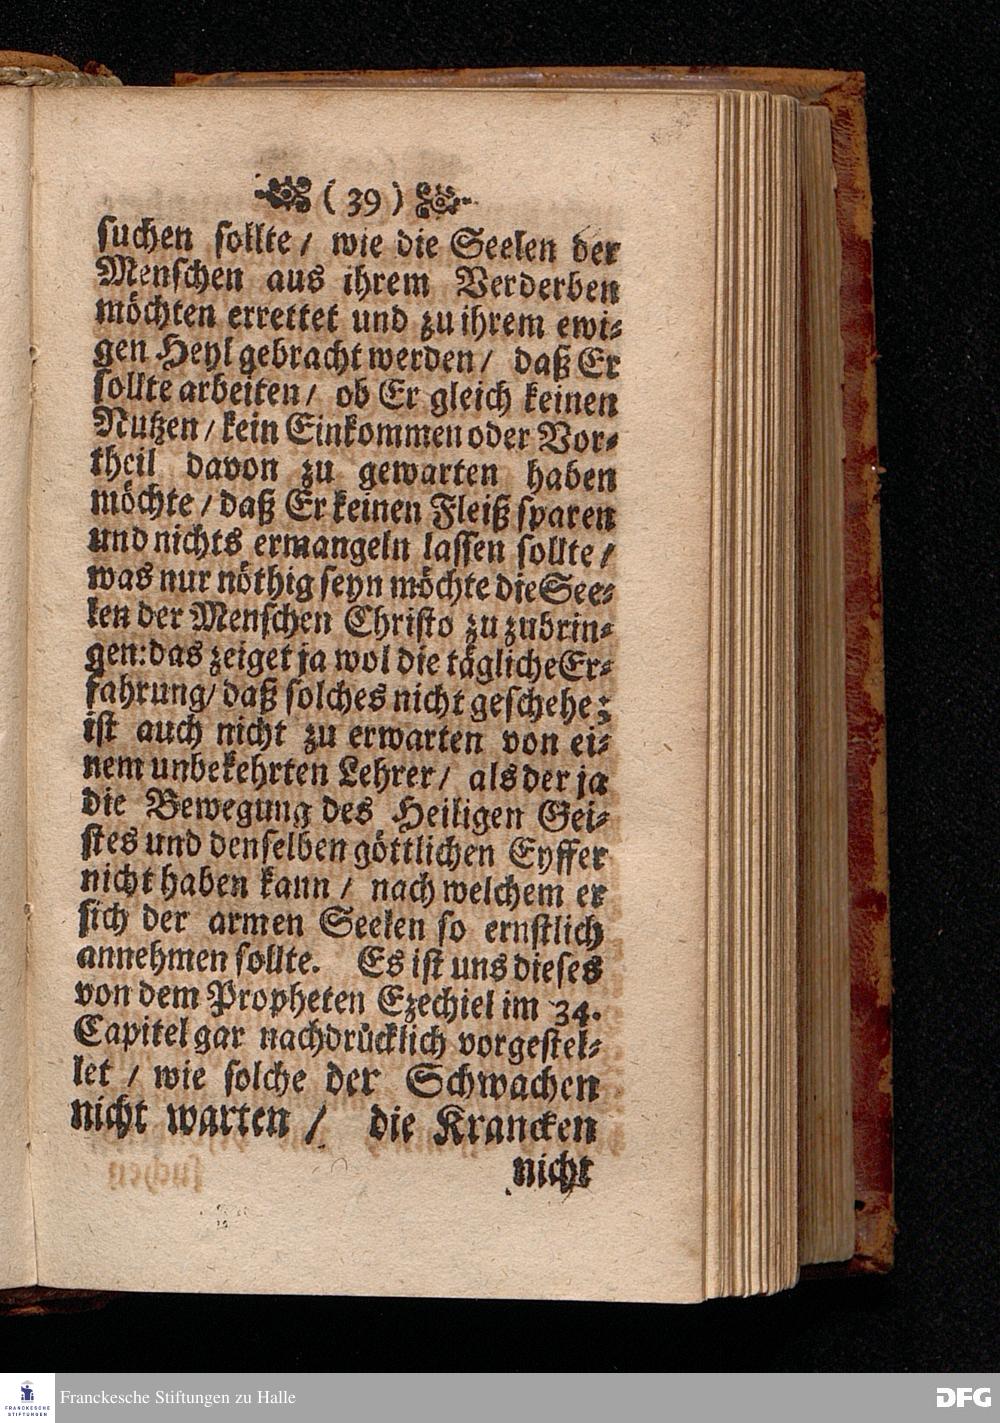 ( 39 )
suchen sollte / wie die Seelen der
Menschen aus ihrem Verderben
möchten errettet und zu ihrem ewi-
gen Heyl gebracht werden / daß Er
sollte arbeiten / ob Er gleich keinen
Nutzen / kein Einkommen oder Vor-
theil davon zu gewarten haben
möchte / daß Er keinen Fleiß sparen
und nichts ermangeln lassen sollte /
was nur nöthig seyn möchte die See-
len der Menschen Christo zu zubrin-
gen: das zeiget ja wol die tägliche Er-
fahrung / daß solches nicht geschehe;
ist auch nicht zu erwarten von ei-
nem unbekehrten Lehrer / als der ja
die Bewegung des Heiligen Gei-
stes und denselben göttlichen Eyffer
nicht haben kann / nach welchem er
sich der armen Seelen so ernstlich
annehmen sollte. Es ist uns dieses
von dem Propheten Ezechiel im 34.
Capitel gar nachdrücklich vorgestel-
let / wie solche der Schwachen
nicht warten / die Krancken
nicht
FRANCKESCHE
STIFTUNGEN
Franckesche Stiftungen zu Halle
DFG